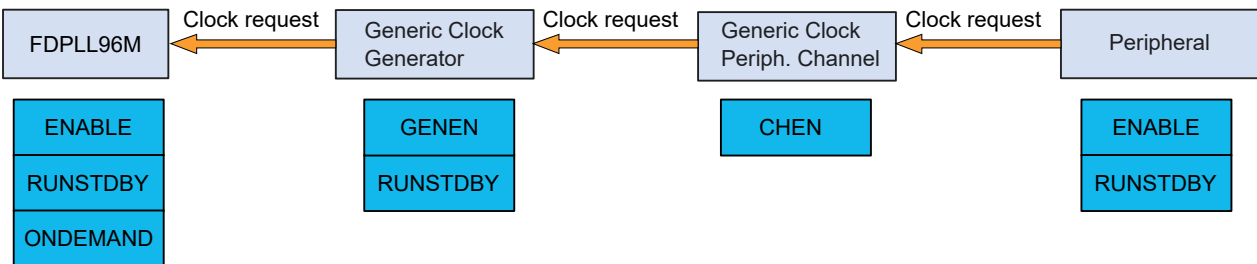 Clock request
Clock request
Clock request
FDPLL96M
Generic Clock
Generator
Generic Clock
Periph. Channel
Peripheral
ENABLE
GENEN
CHEN
ENABLE
RUNSTDBY
RUNSTDBY
RUNSTDBY
ONDEMAND